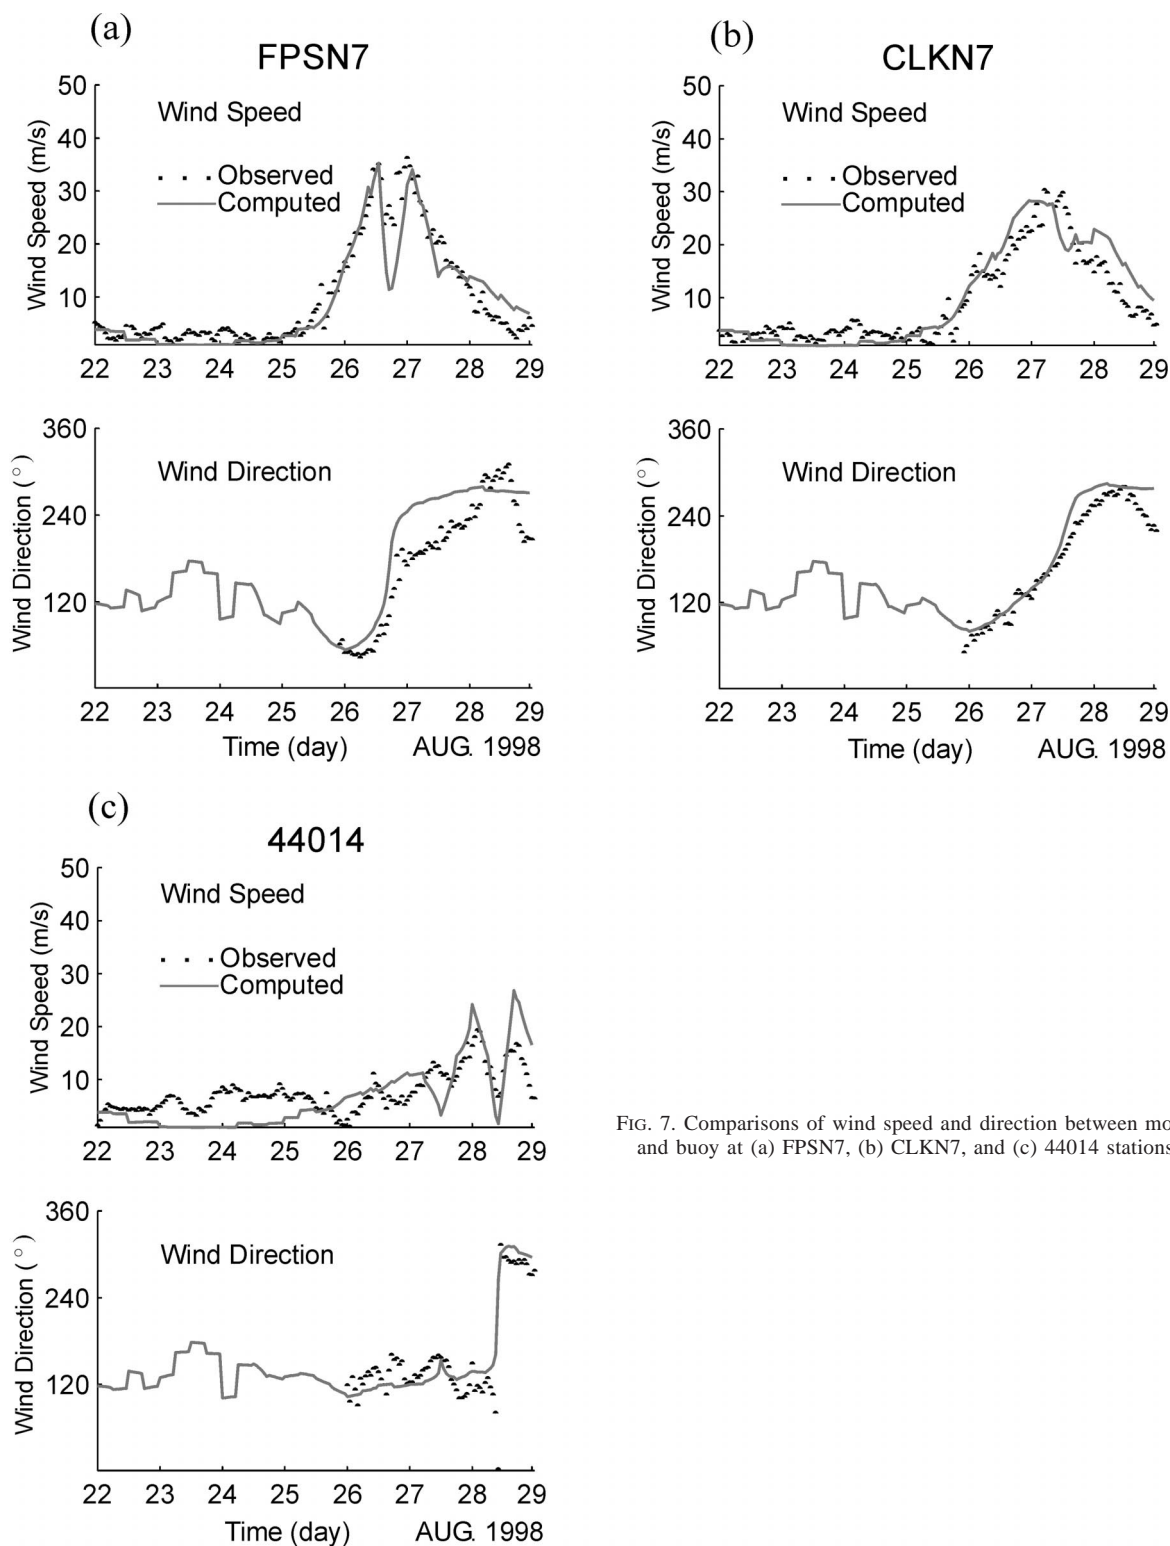 (a)
FPSN7
50
40
30
20
10
Wind Speed (m/s)
Wind Speed
Observed
Computed
22 23 24 25 26 27 28 29
360
240
120
Wind Direction (°)
Wind Direction
22 23 24 25 26 27 28 29
Time (day) AUG. 1998
(b)
CLKN7
50
40
30
20
10
Wind Speed (m/s)
Wind Speed
Observed
Computed
22 23 24 25 26 27 28 29
360
240
120
Wind Direction (°)
Wind Direction
22 23 24 25 26 27 28 29
Time (day) AUG. 1998
(c)
44014
50
40
30
20
10
Wind Speed (m/s)
Wind Speed
Observed
Computed
22 23 24 25 26 27 28 29
360
240
120
Wind Direction (°)
Wind Direction
22 23 24 25 26 27 28 29
Time (day) AUG. 1998
FIG. 7. Comparisons of wind speed and direction between mo
and buoy at (a) FPSN7, (b) CLKN7, and (c) 44014 stations